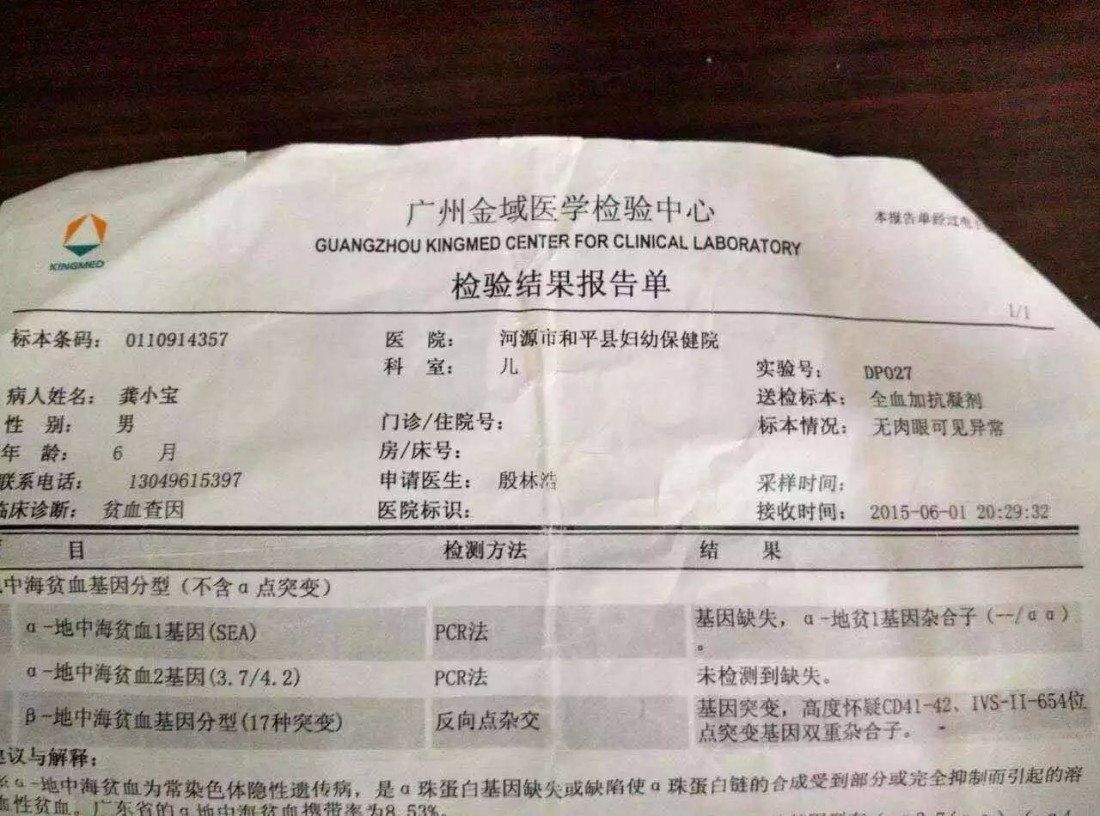 广州金域医学检验中心
本报告单经过电
KINGMED
GUANGZHOU KINGMED CENTER FOR CLINICAL LABORATORY
检验结果报告单
1/1
标本条码: 0110914357 医 院: 河源市和平县妇幼保健院
科 室: 儿 实验号: DP027
病人姓名: 龚小宝 送检标本: 全血加抗凝剂
性 别: 男 门诊/住院号: 标本情况: 无肉眼可见异常
年 龄: 6 月 房/床号:
联系电话: 13049615397 申请医生: 殷林浩 采样时间:
临床诊断: 贫血查因 医院标识: 接收时间: 2015-06-01 20:29:32
目 检测方法 结 果
中海贫血基因分型(不含α点突变)
α-地中海贫血1基因(SEA) PCR法 基因缺失, α-地贫1基因杂合子(--/αα)
。
α-地中海贫血2基因(3.7/4.2) PCR法 未检测到缺失。
β-地中海贫血基因分型(17种突变) 反向点杂交 基因突变, 高度怀疑CD41-42、IVS-II-654位
点突变基因双重杂合子。
建议与解释:
α-地中海贫血为常染色体隐性遗传病, 是α珠蛋白基因缺失或缺陷使α珠蛋白链的合成受到部分或完全抑制而引起的溶
血性贫血。广东省的α地中海贫血携带率为8.53%。